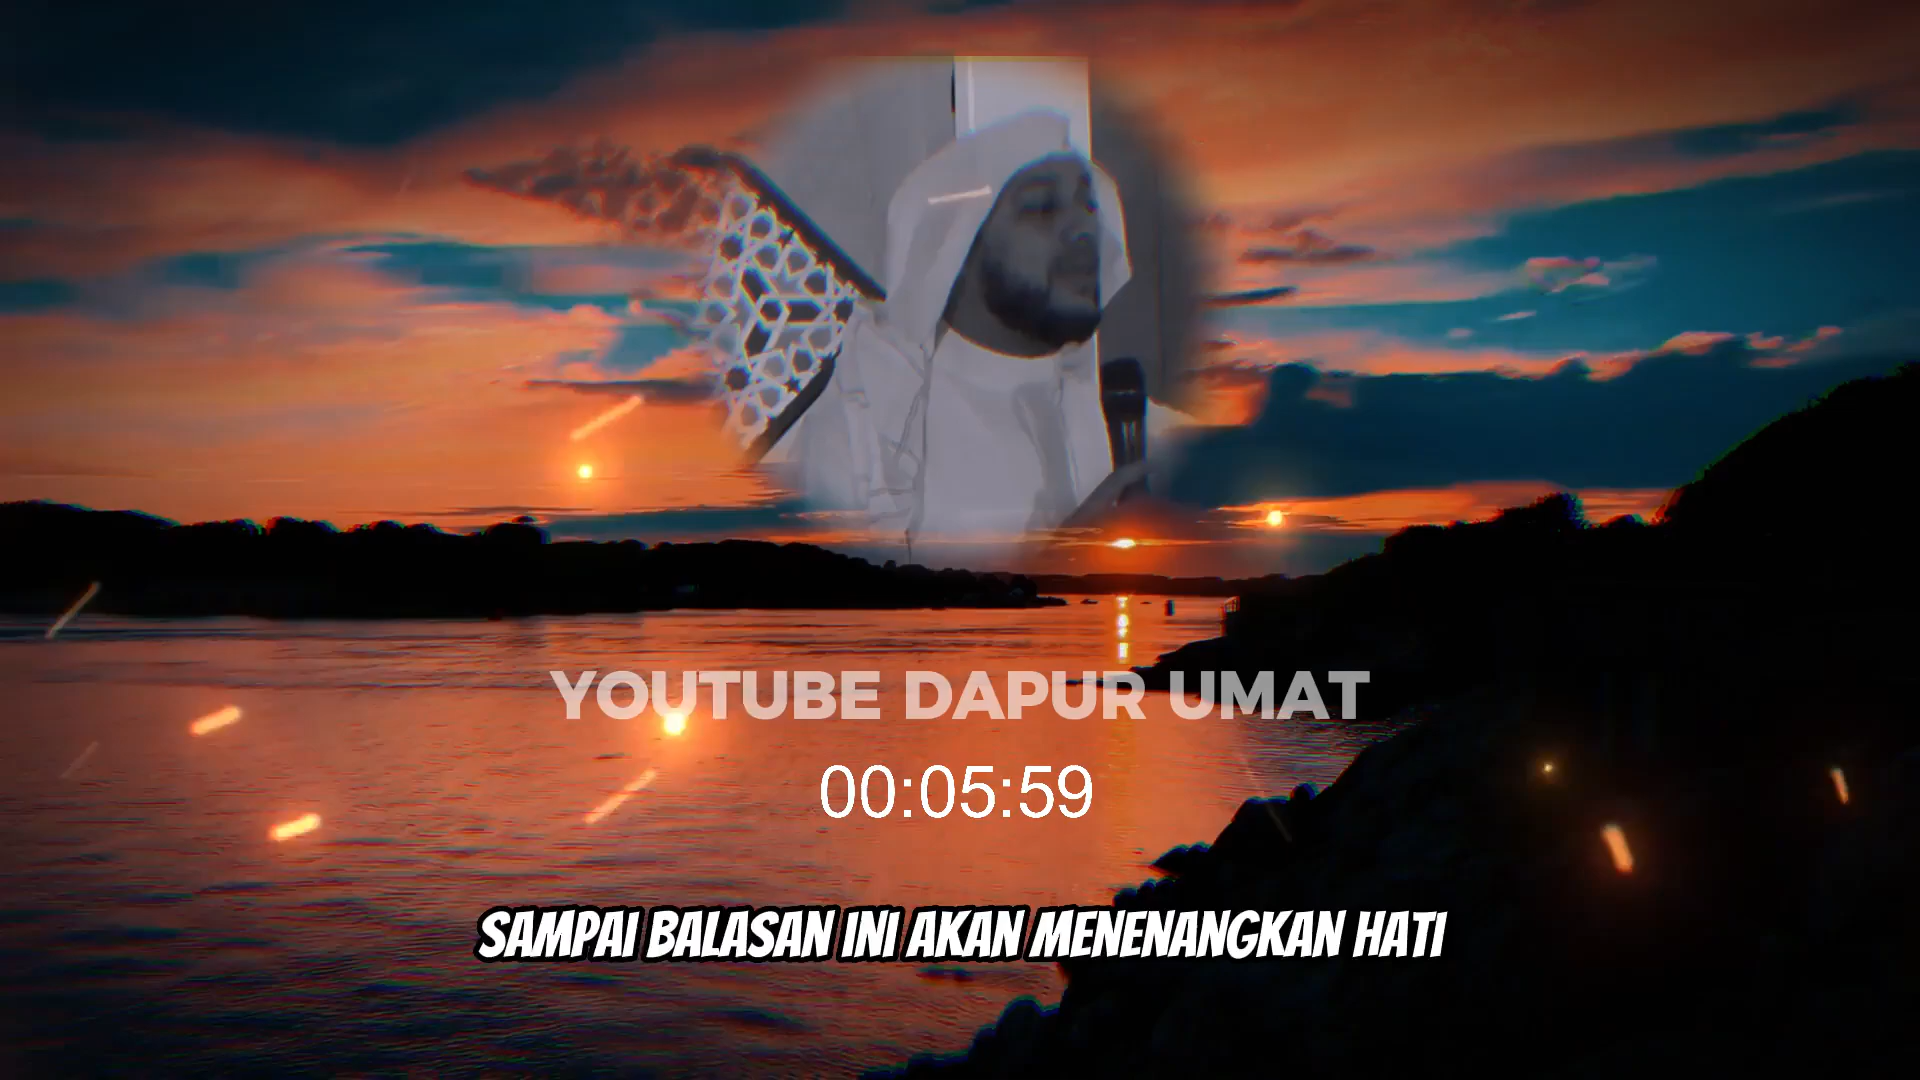 YOUTUBE DAPUR UMAT
00:05:59
SAMPAI BALASAN INI AKAN MENENANGKAN HATI